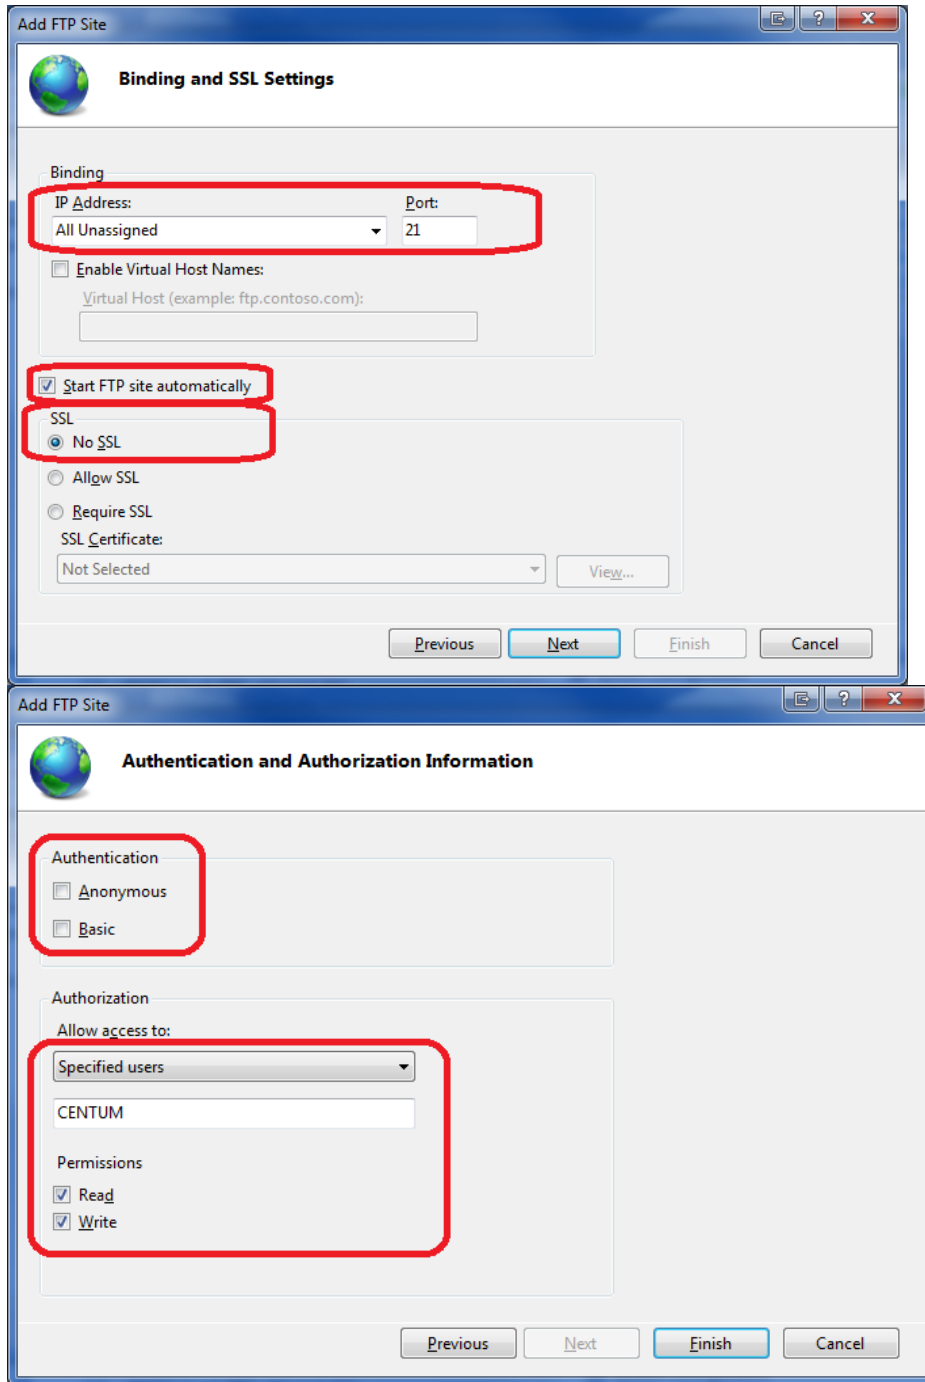 Add FTP Site
Binding and SSL Settings
Binding
IP Address: Port:
All Unassigned 21
Enable Virtual Host Names:
Virtual Host (example: ftp.contoso.com):
Start FTP site automatically
SSL
No SSL
Allow SSL
Require SSL
SSL Certificate:
Not Selected View...
Previous Next Finish Cancel
Add FTP Site
Authentication and Authorization Information
Authentication
Anonymous
Basic
Authorization
Allow access to:
Specified users
CENTUM
Permissions
Read
Write
Previous Next Finish Cancel